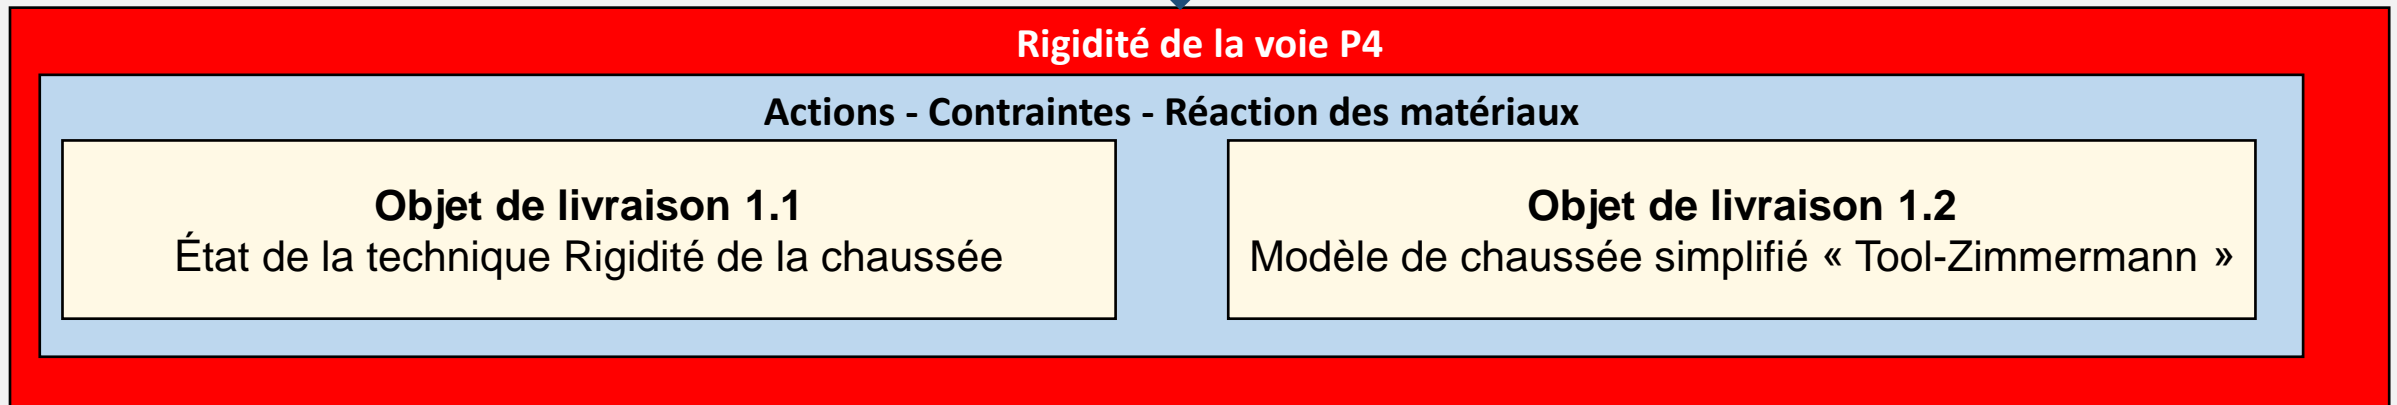 Rigidité de la voie P4
Actions - Contraintes - Réaction des matériaux
Objet de livraison 1.1
État de la technique Rigidité de la chaussée
Objet de livraison 1.2
Modèle de chaussée simplifié « Tool-Zimmermann »